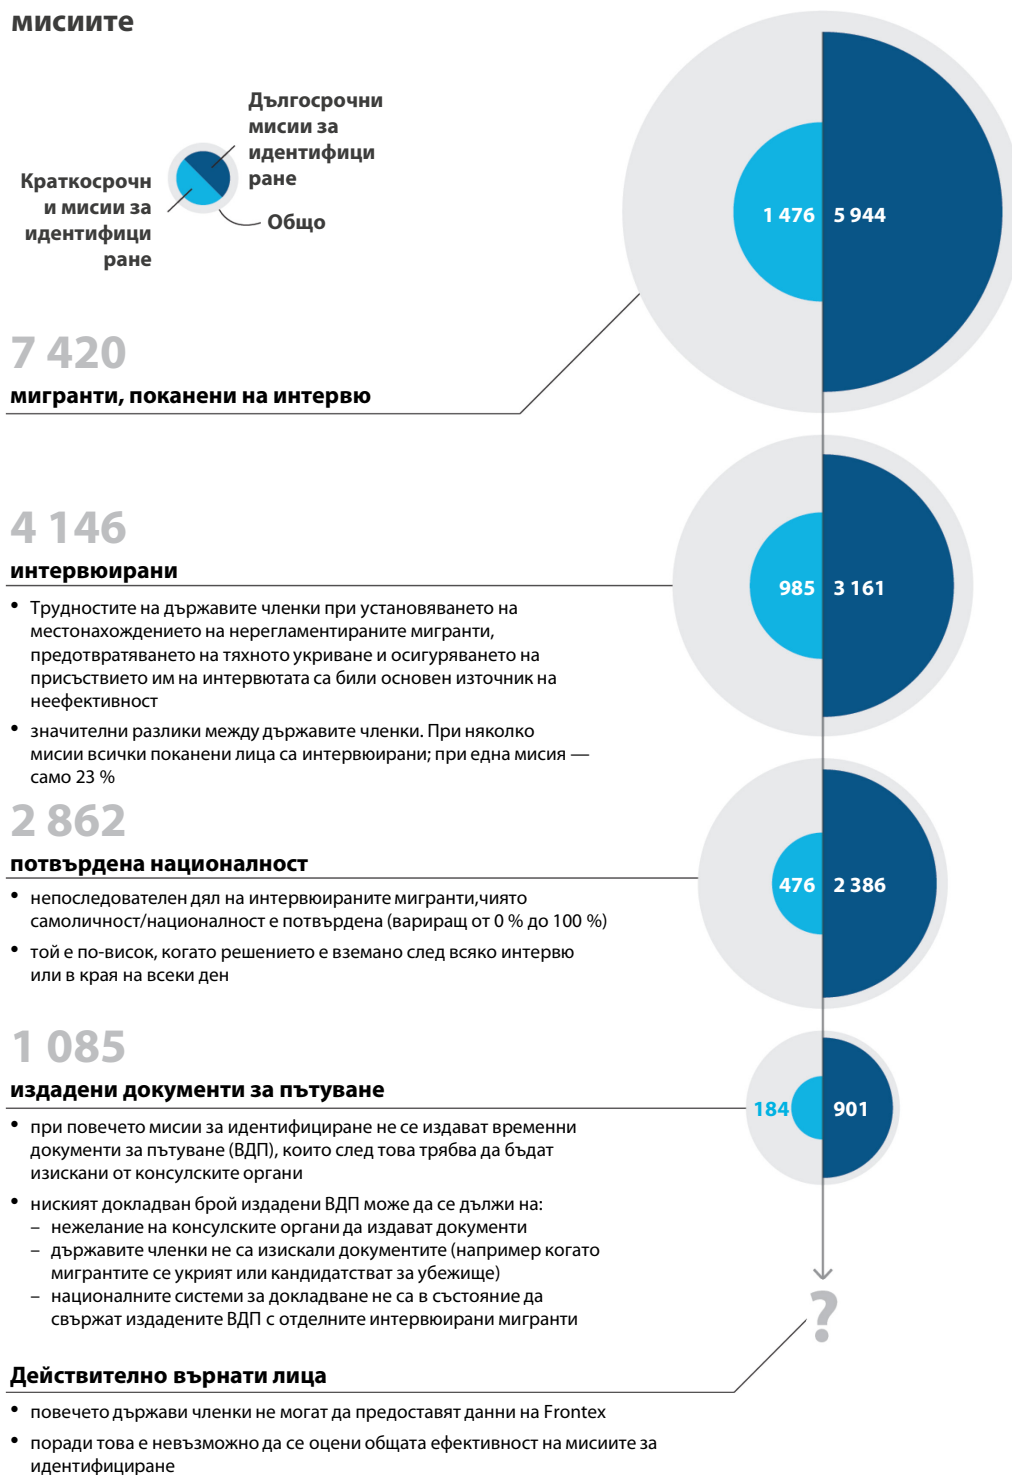 мисиите
Дългосрочни
мисии за
идентифици
ране
Краткосрочн
и мисии за
идентифици
ране
Общо
1 476 5 944
7 420
мигранти, поканени на интервю
4 146
интервюирани
985 3 161
• Трудностите на държавите членки при установяването на
местонахождението на нерегламентираните мигранти,
предотвратяването на тяхното укриване и осигуряването на
присъствието им на интервютата са били основен източник на
неефективност
• значителни разлики между държавите членки. При няколко
мисии всички поканени лица са интервюирани; при една мисия —
само 23 %
2 862
потвърдена националност
476 2 386
• непоследователен дял на интервюираните мигранти,чиято
самоличност/националност е потвърдена (вариращ от 0 % до 100 %)
• той е по-висок, когато решението е вземано след всяко интервю
или в края на всеки ден
1 085
издадени документи за пътуване
184 901
• при повечето мисии за идентифициране не се издават временни
документи за пътуване (ВДП), които след това трябва да бъдат
изискани от консулските органи
• ниският докладван брой издадени ВДП може да се дължи на:
– нежелание на консулските органи да издават документи
– държавите членки не са изискали документите (например когато
мигрантите се укрият или кандидатстват за убежище)
– националните системи за докладване не са в състояние да
свържат издадените ВДП с отделните интервюирани мигранти
?
Действително върнати лица
• повечето държави членки не могат да предоставят данни на Frontex
• поради това е невъзможно да се оцени общата ефективност на мисиите за
идентифициране